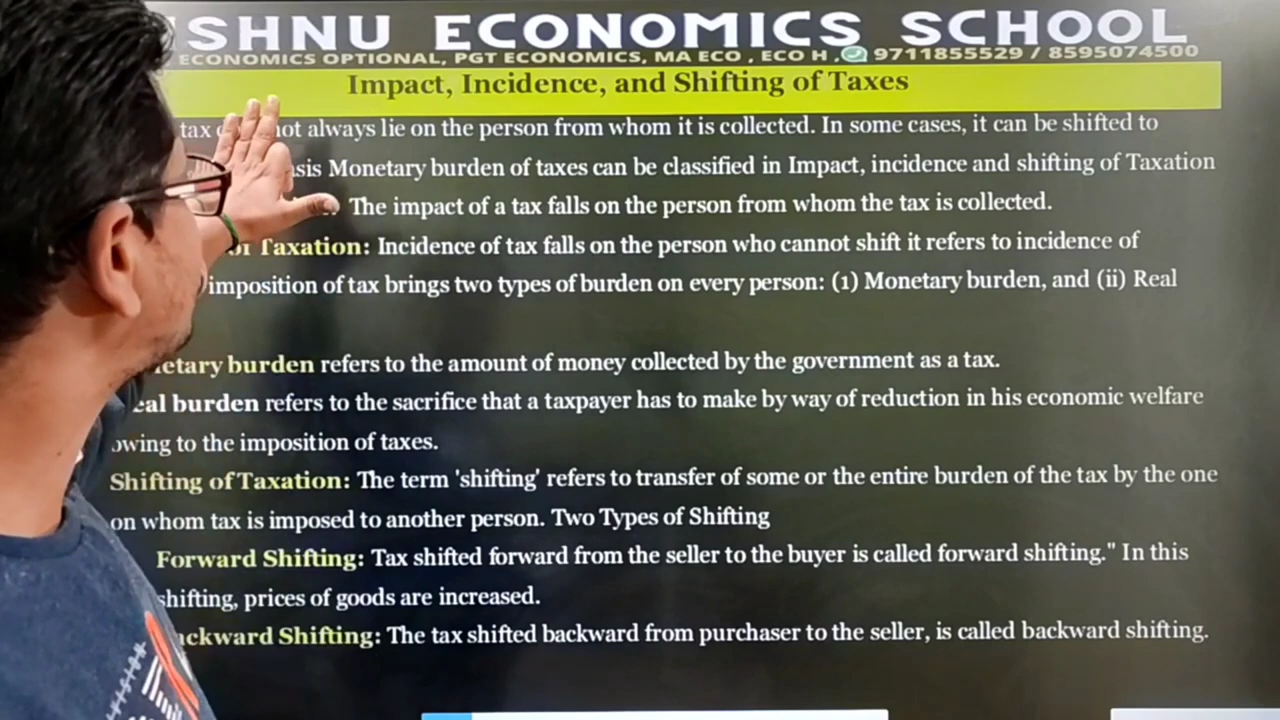 SHNU ECONOMICS SCHOOL
ECONOMICS OPTIONAL, PGT ECONOMICS, MA ECO , ECO H , 9711855529 / 8595074500
Impact, Incidence, and Shifting of Taxes
tax not always lie on the person from whom it is collected. In some cases, it can be shifted to
Monetary burden of taxes can be classified in Impact, incidence and shifting of Taxation
The impact of a tax falls on the person from whom the tax is collected.
Taxation: Incidence of tax falls on the person who cannot shift it refers to incidence of
imposition of tax brings two types of burden on every person: (1) Monetary burden, and (ii) Real
burden refers to the amount of money collected by the government as a tax.
burden refers to the sacrifice that a taxpayer has to make by way of reduction in his economic welfare
owing to the imposition of taxes.
Shifting of Taxation: The term 'shifting' refers to transfer of some or the entire burden of the tax by the one
on whom tax is imposed to another person. Two Types of Shifting
Forward Shifting: Tax shifted forward from the seller to the buyer is called forward shifting." In this
shifting, prices of goods are increased.
Shifting: The tax shifted backward from purchaser to the seller, is called backward shifting.